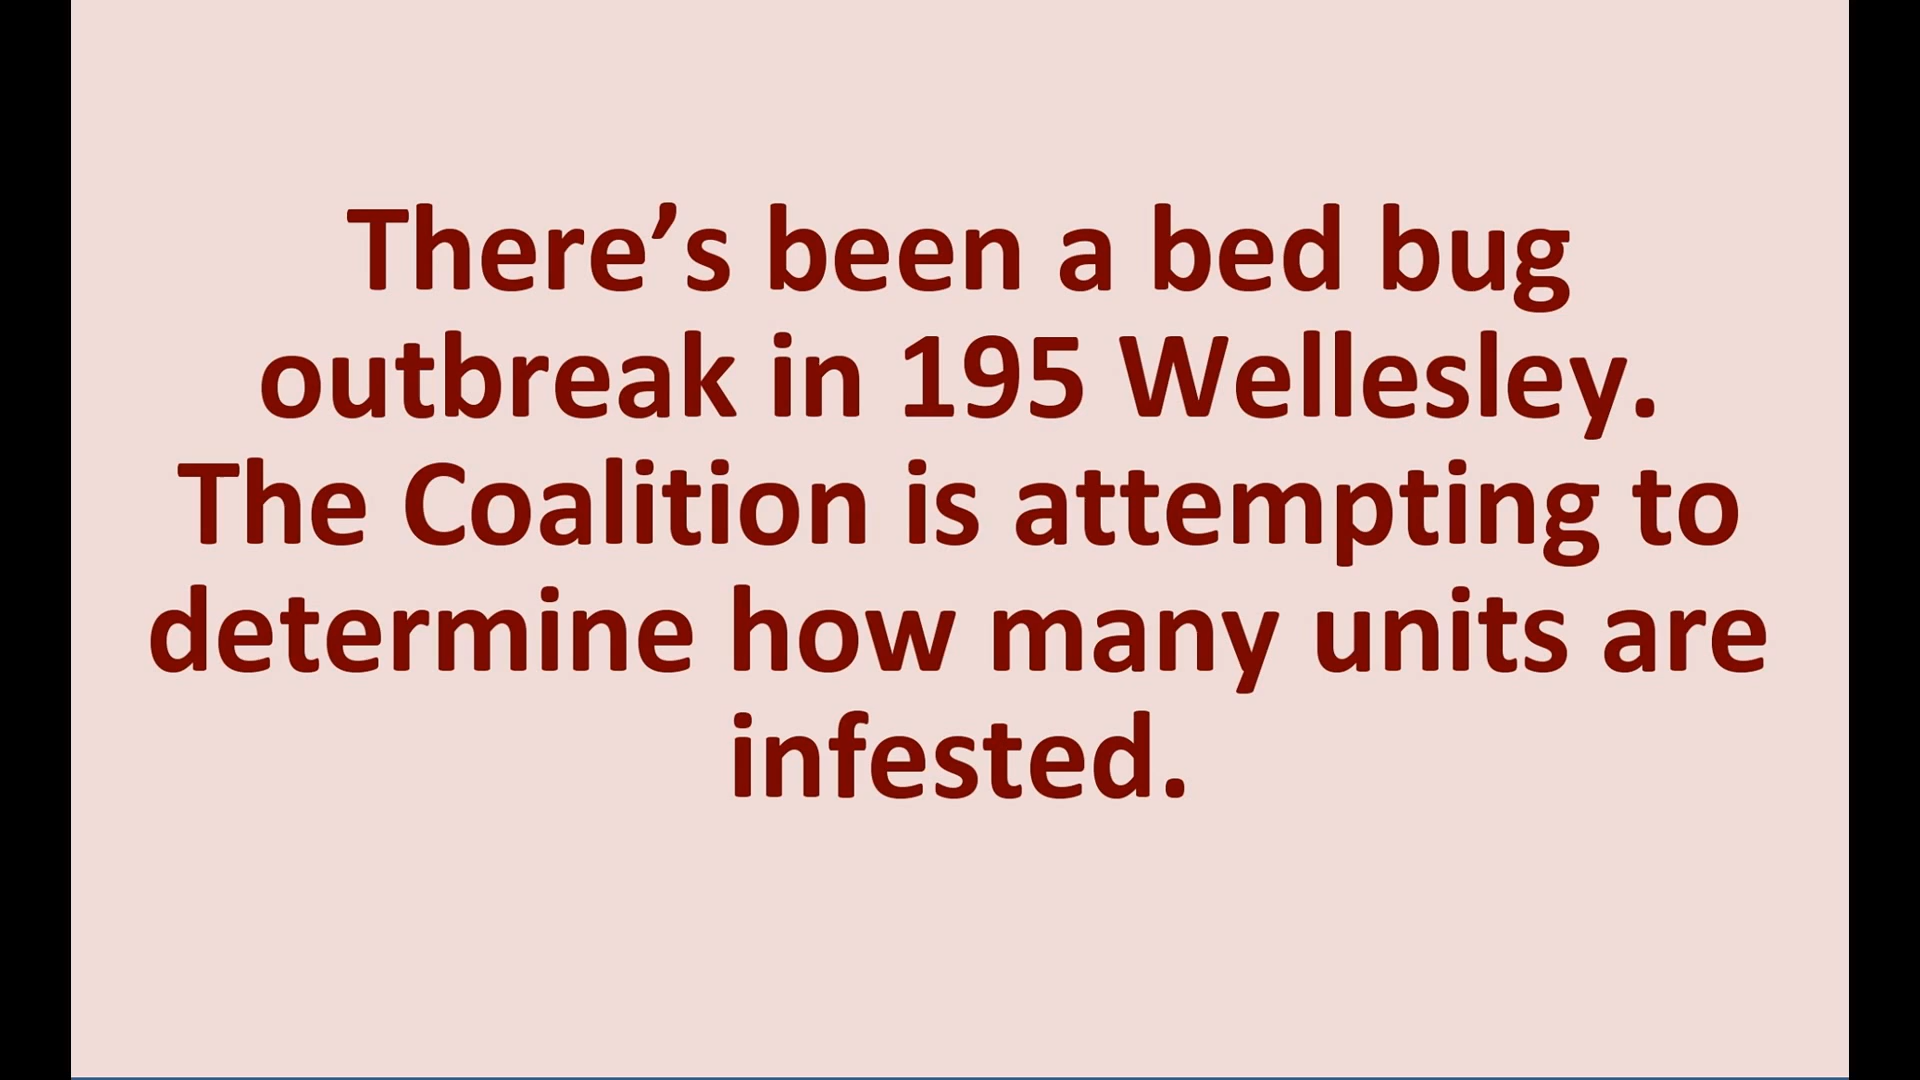 There’s been a bed bug
outbreak in 195 Wellesley.
The Coalition is attempting to
determine how many units are
infested.